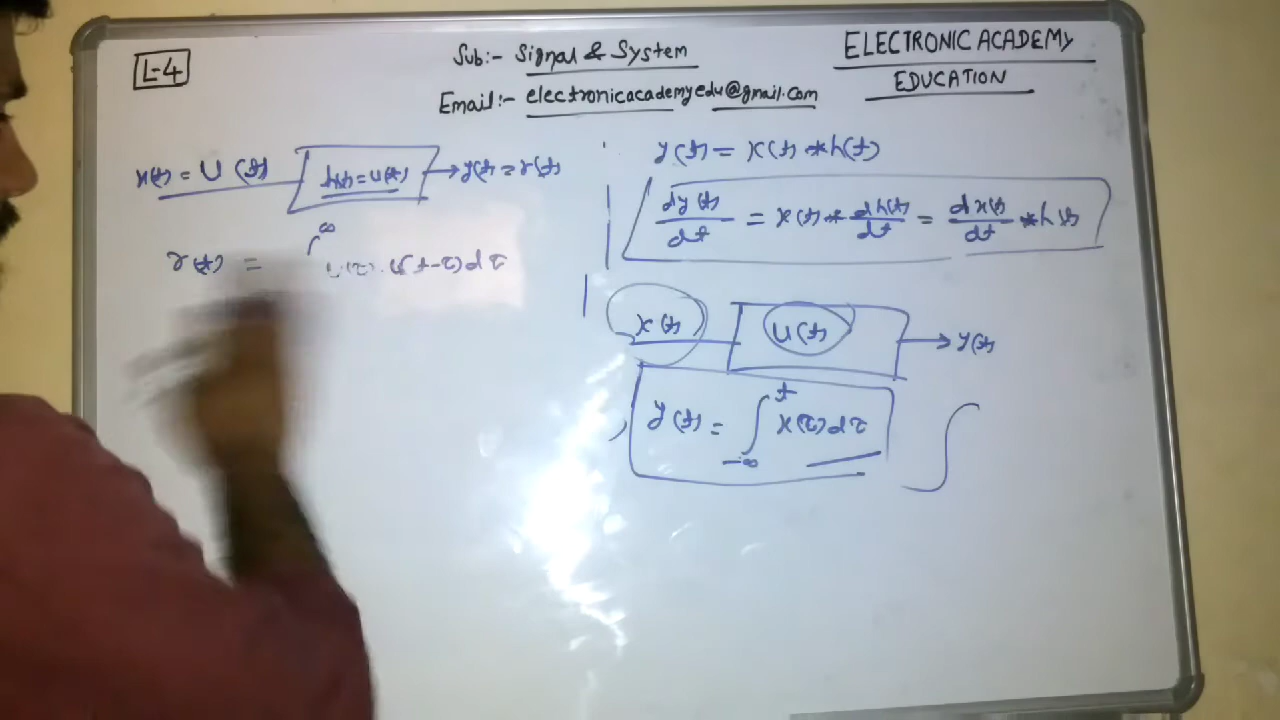 L-4
Sub:- Signal & System
Email:- electronicacademyedu@gmail.com
ELECTRONIC ACADEMY
EDUCATION
x(t) = u(t) h(t) = u(t) → y(t) = r(t)
r(t) = ∫ ∞ u(t-τ) dτ
y(t) = x(t) * h(t)
dy(t)/dt = x(t) * dh(t)/dt = dx(t)/dt * h(t)
x(t) u(t) → y(t)
y(t) = ∫_{-∞}^{t} x(τ) dτ
∫